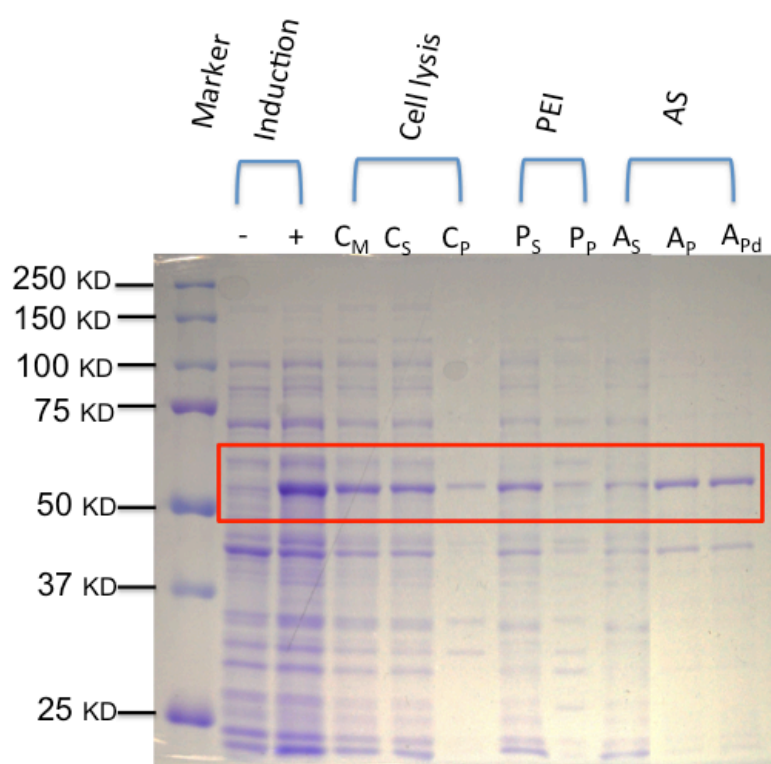 Marker Induction Cell lysis PEI AS
- + CM CS CP PS PP AS AP APd
250 KD
150 KD
100 KD
75 KD
50 KD
37 KD
25 KD